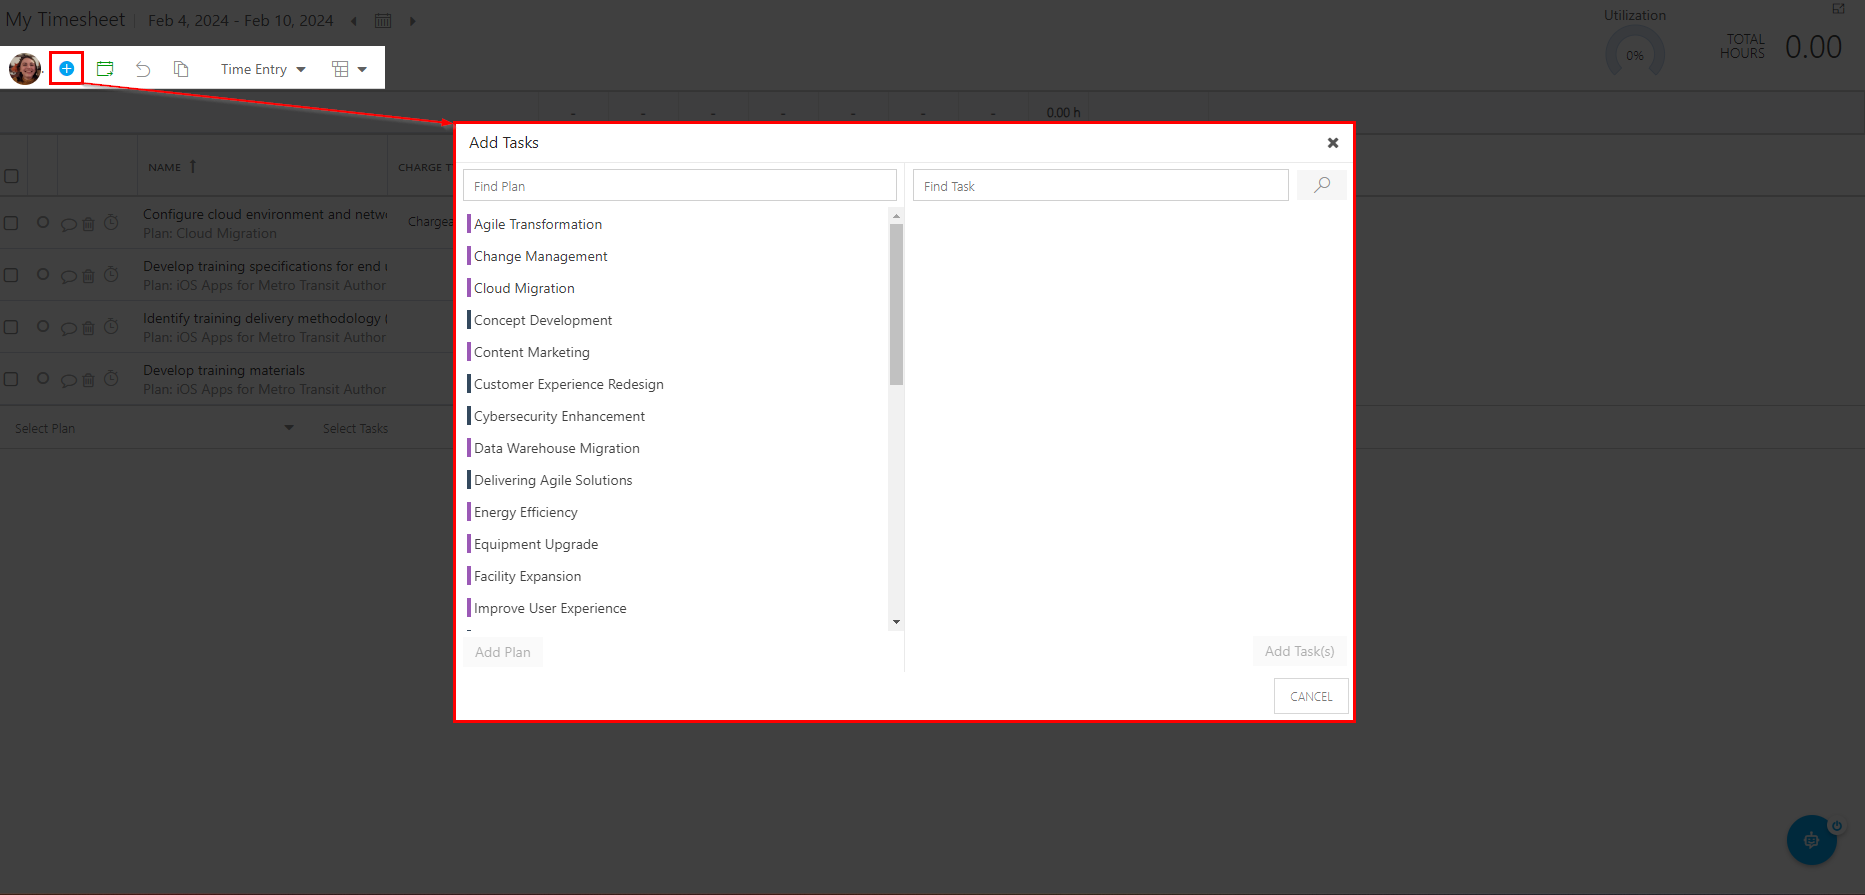 My Timesheet
Feb 4, 2024 - Feb 10, 2024
Utilization
0%
TOTAL HOURS
0.00
Time Entry
- - - - - - - 0.00 h
NAME
CHARGE T
Configure cloud environment and netw
Plan: Cloud Migration
Chargea
Develop training specifications for end
Plan: iOS Apps for Metro Transit Author
Identify training delivery methodology (
Plan: iOS Apps for Metro Transit Author
Develop training materials
Plan: iOS Apps for Metro Transit Author
Select Plan
Select Tasks
Add Tasks
Find Plan
Find Task
Agile Transformation
Change Management
Cloud Migration
Concept Development
Content Marketing
Customer Experience Redesign
Cybersecurity Enhancement
Data Warehouse Migration
Delivering Agile Solutions
Energy Efficiency
Equipment Upgrade
Facility Expansion
Improve User Experience
Add Plan
Add Task(s)
CANCEL